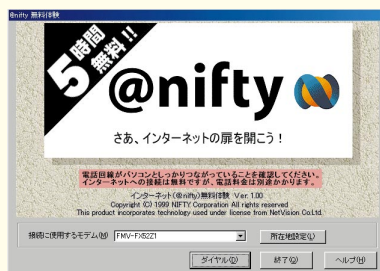 @nifty 無料体験
5時間
無料!!
@nifty
さあ、インターネットの扉を開こう！
電話回線がパソコンとしっかりつながっていることを確認してください。
インターネットへの接続は無料ですが、電話料金は別途かかります。
インターネット(@nifty)無料体験 Ver. 1.00
Copyright (C) 1999 NIFTY Corporation All rights reserved
This product incorporates technology used under license from NetVision Co.Ltd.
接続に使用するモデム(M) FMV-FX52Z1 所在地設定(L)
ダイヤル(D) 終了(Q) ヘルプ(H)